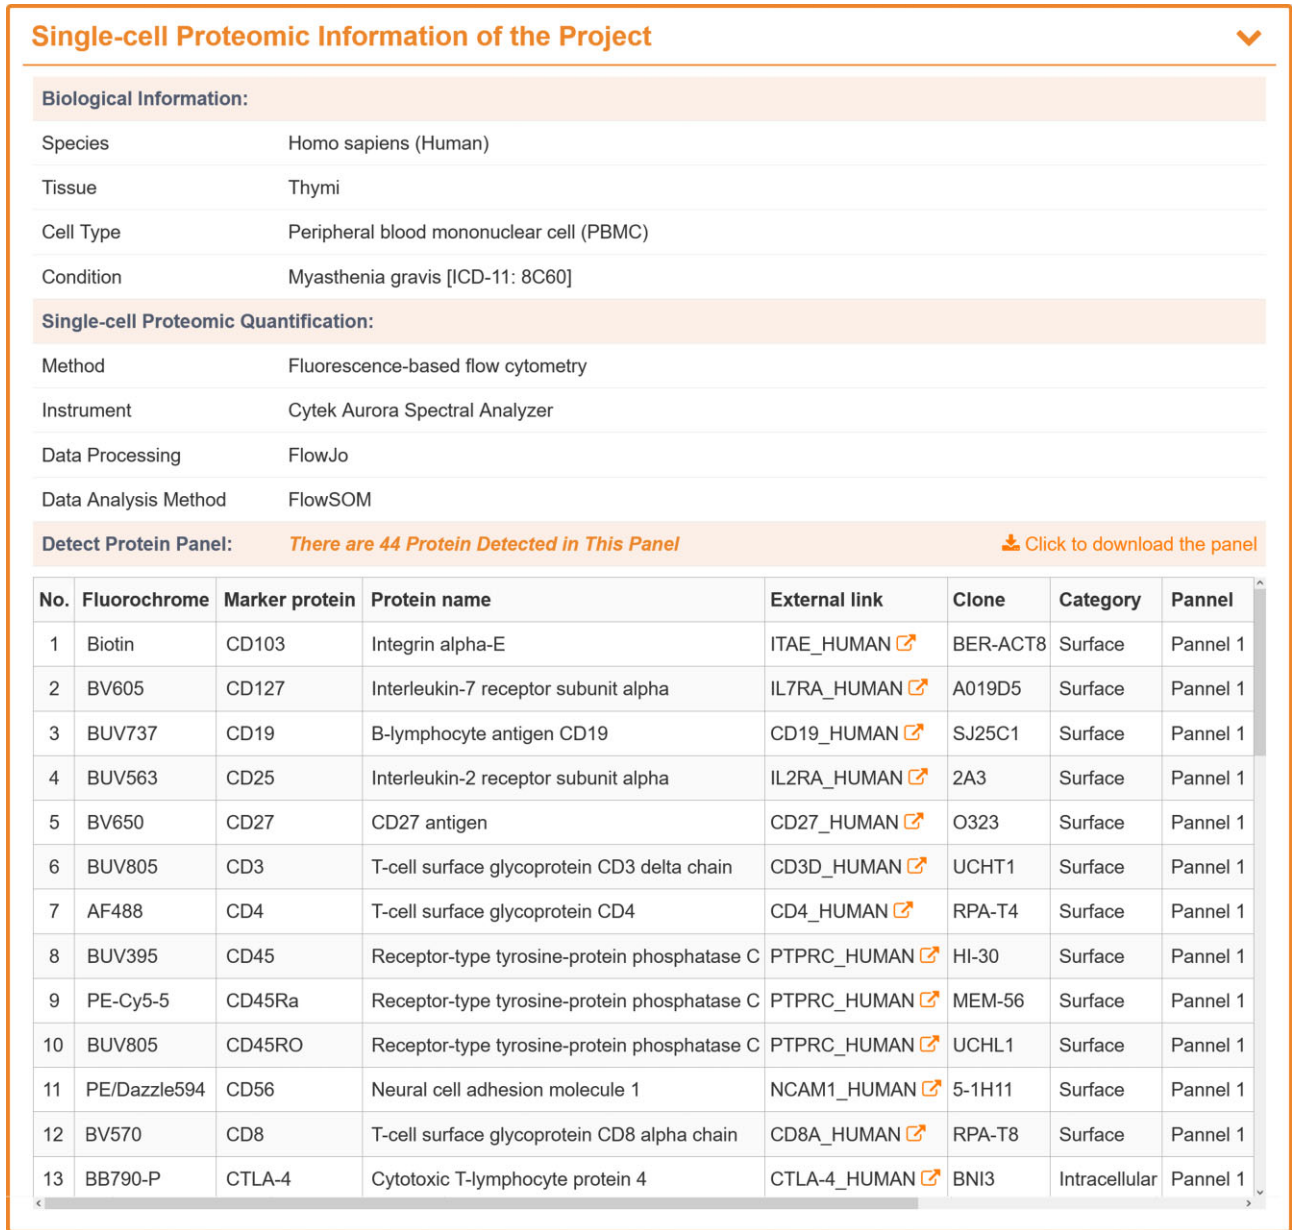 Single-cell Proteomic Information of the Project
Biological Information:
Species Homo sapiens (Human)
Tissue Thymi
Cell Type Peripheral blood mononuclear cell (PBMC)
Condition Myasthenia gravis [ICD-11: 8C60]
Single-cell Proteomic Quantification:
Method Fluorescence-based flow cytometry
Instrument Cytek Aurora Spectral Analyzer
Data Processing FlowJo
Data Analysis Method FlowSOM
Detect Protein Panel: There are 44 Protein Detected in This Panel Click to download the panel
No. Fluorochrome Marker protein Protein name External link Clone Category Pannel
1 Biotin CD103 Integrin alpha-E ITAE_HUMAN BER-ACT8 Surface Pannel 1
2 BV605 CD127 Interleukin-7 receptor subunit alpha IL7RA_HUMAN A019D5 Surface Pannel 1
3 BUV737 CD19 B-lymphocyte antigen CD19 CD19_HUMAN SJ25C1 Surface Pannel 1
4 BUV563 CD25 Interleukin-2 receptor subunit alpha IL2RA_HUMAN 2A3 Surface Pannel 1
5 BV650 CD27 CD27 antigen CD27_HUMAN O323 Surface Pannel 1
6 BUV805 CD3 T-cell surface glycoprotein CD3 delta chain CD3D_HUMAN UCHT1 Surface Pannel 1
7 AF488 CD4 T-cell surface glycoprotein CD4 CD4_HUMAN RPA-T4 Surface Pannel 1
8 BUV395 CD45 Receptor-type tyrosine-protein phosphatase C PTPRC_HUMAN HI-30 Surface Pannel 1
9 PE-Cy5-5 CD45Ra Receptor-type tyrosine-protein phosphatase C PTPRC_HUMAN MEM-56 Surface Pannel 1
10 BUV805 CD45RO Receptor-type tyrosine-protein phosphatase C PTPRC_HUMAN UCHL1 Surface Pannel 1
11 PE/Dazzle594 CD56 Neural cell adhesion molecule 1 NCAM1_HUMAN 5-1H11 Surface Pannel 1
12 BV570 CD8 T-cell surface glycoprotein CD8 alpha chain CD8A_HUMAN RPA-T8 Surface Pannel 1
13 BB790-P CTLA-4 Cytotoxic T-lymphocyte protein 4 CTLA-4_HUMAN BNI3 Intracellular Pannel 1